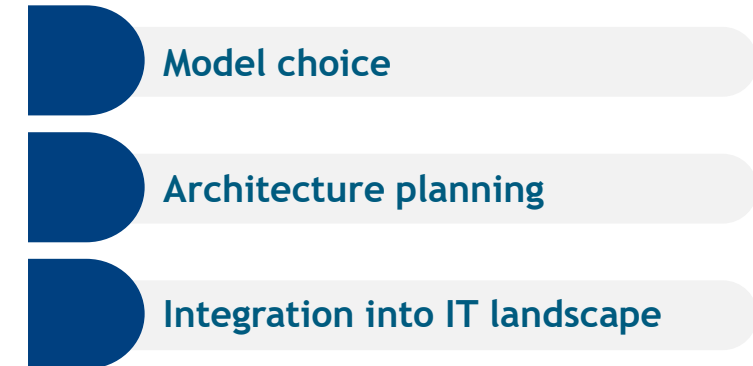 Model choice
Architecture planning
Integration into IT landscape